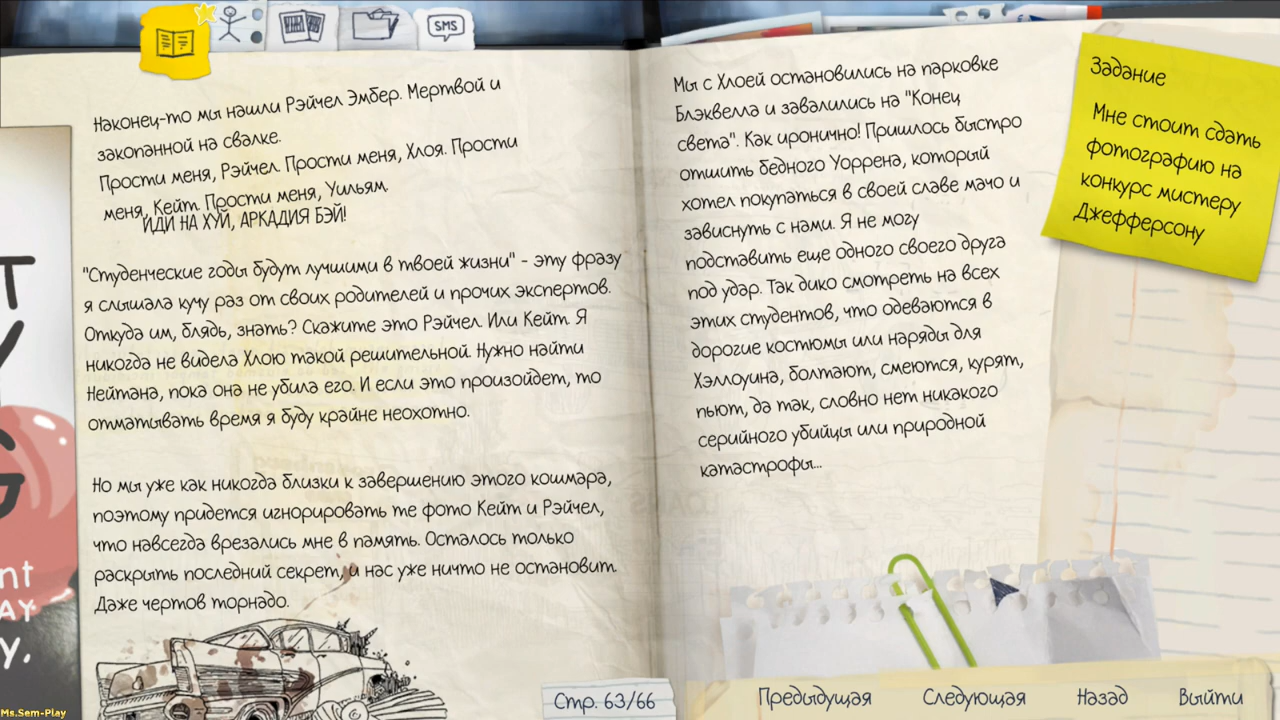 SMS
Наконец-то мы нашли Рэйчел Эмбер. Мертвой и
закопанной на свалке.
Прости меня, Рэйчел. Прости меня, Хлоя. Прости
меня, Кейт. Прости меня, Уильям.
ИДИ НА ХУЙ, АРКАДИЯ БЭЙ!
"Студенческие годы будут лучшими в твоей жизни" - эту фразу
я слышала кучу раз от своих родителей и прочих экспертов.
Откуда им, блядь, знать? Скажите это Рэйчел. Или Кейт. Я
никогда не видела Хлою такой решительной. Нужно найти
Нейтана, пока она не убила его. И если это произойдет, то
отматывать время я буду крайне неохотно.
Но мы уже как никогда близки к завершению этого кошмара,
поэтому придется игнорировать те фото Кейт и Рэйчел,
что навсегда врезались мне в память. Осталось только
раскрыть последний секрет, и нас уже ничто не остановит.
Даже чертов торнадо.
Мы с Хлоей остановились на парковке
Блэквелла и завалились на "Конец
света". Как иронично! Пришлось быстро
отшить бедного Уоррена, который
хотел покупаться в своей славе мачо и
зависнуть с нами. Я не могу
подставить еще одного своего друга
под удар. Так дико смотреть на всех
этих студентов, что одеваются в
дорогие костюмы или наряды для
Хэллоуина, болтают, смеются, курят,
пьют, да так, словно нет никакого
серийного убийцы или природной
катастрофы...
Задание
Мне стоит сдать
фотографию на
конкурс мистеру
Джефферсону
Стр. 63/66
Предыдущая
Следующая
Назад
Выйти
Ms.Sem-Play